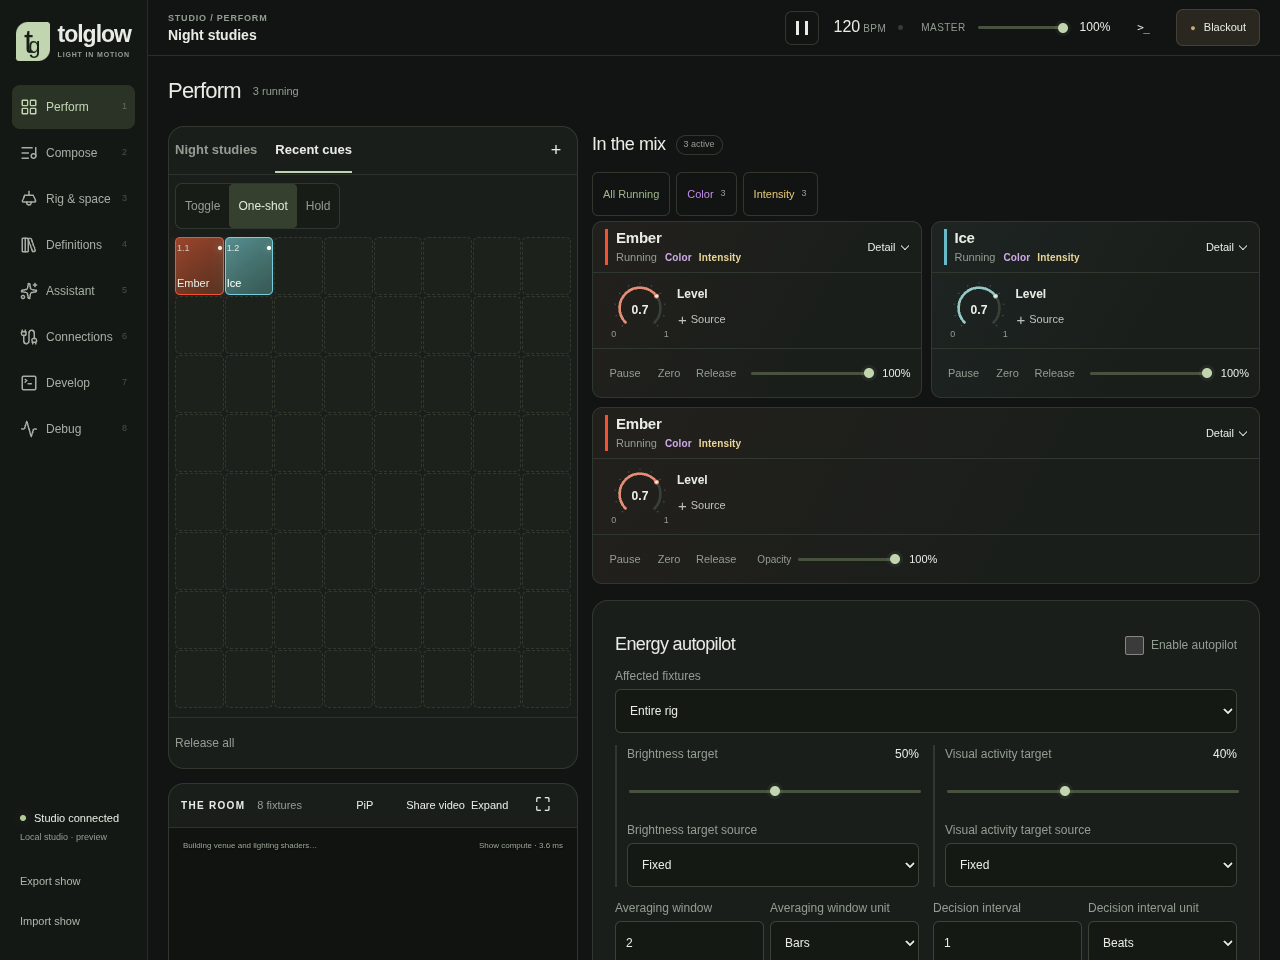 tg tolglow
LIGHT IN MOTION
Perform 1
Compose 2
Rig & space 3
Definitions 4
Assistant 5
Connections 6
Develop 7
Debug 8
Studio connected
Local studio · preview
Export show
Import show
STUDIO / PERFORM
Night studies
120 BPM
MASTER
100%
>_
Blackout
Perform 3 running
Night studies Recent cues +
Toggle One-shot Hold
1.1 1.2
Ember Ice
Release all
THE ROOM 8 fixtures PiP Share video Expand
Building venue and lighting shaders... Show compute · 3.6 ms
In the mix 3 active
All Running Color 3 Intensity 3
Ember
Running Color Intensity
Detail
0.7
0 1
Level
+ Source
Pause Zero Release 100%
Ice
Running Color Intensity
Detail
0.7
0 1
Level
+ Source
Pause Zero Release 100%
Ember
Running Color Intensity
Detail
0.7
0 1
Level
+ Source
Pause Zero Release Opacity 100%
Energy autopilot Enable autopilot
Affected fixtures
Entire rig
Brightness target 50% Visual activity target 40%
Brightness target source Visual activity target source
Fixed Fixed
Averaging window Averaging window unit Decision interval Decision interval unit
2 Bars 1 Beats